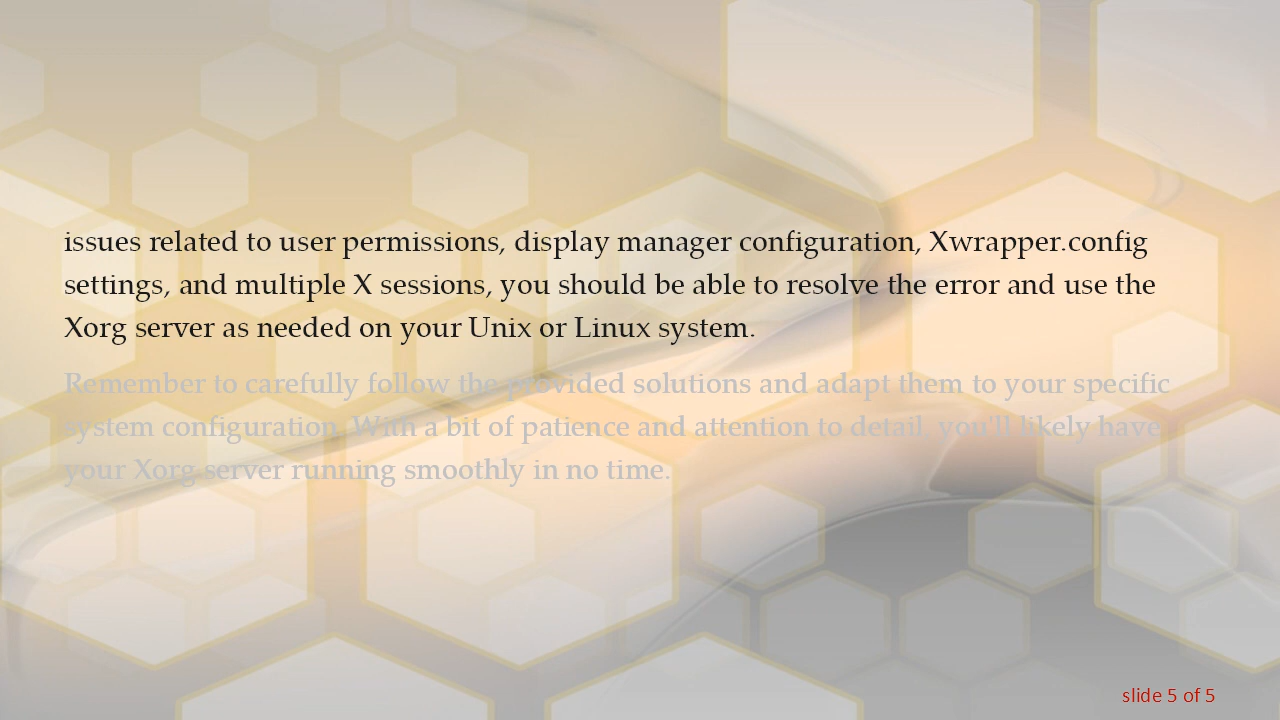 issues related to user permissions, display manager configuration, Xwrapper.config
settings, and multiple X sessions, you should be able to resolve the error and use the
Xorg server as needed on your Unix or Linux system.
Remember to carefully follow the provided solutions and adapt them to your specific
system configuration. With a bit of patience and attention to detail, you'll likely have
your Xorg server running smoothly in no time.
slide 5 of 5